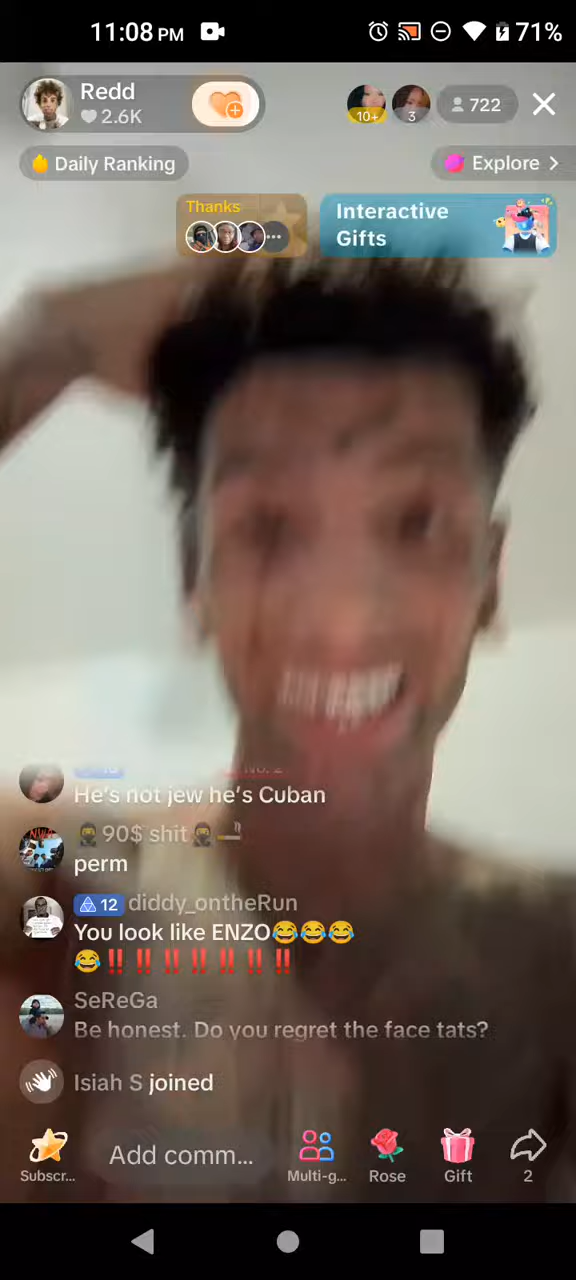 11:08 PM
71%
Redd
2.6K
10+
3
722
Daily Ranking
Explore >
Thanks
Interactive
Gifts
He's not jew he's Cuban
90$ shit
perm
12 diddy_ontheRun
You look like ENZO😂😂😂
😂‼️‼️‼️‼️‼️‼️‼️
SeReGa
Be honest. Do you regret the face tats?
Isiah S joined
Add comm...
Subscr...
Multi-g...
Rose
Gift
2